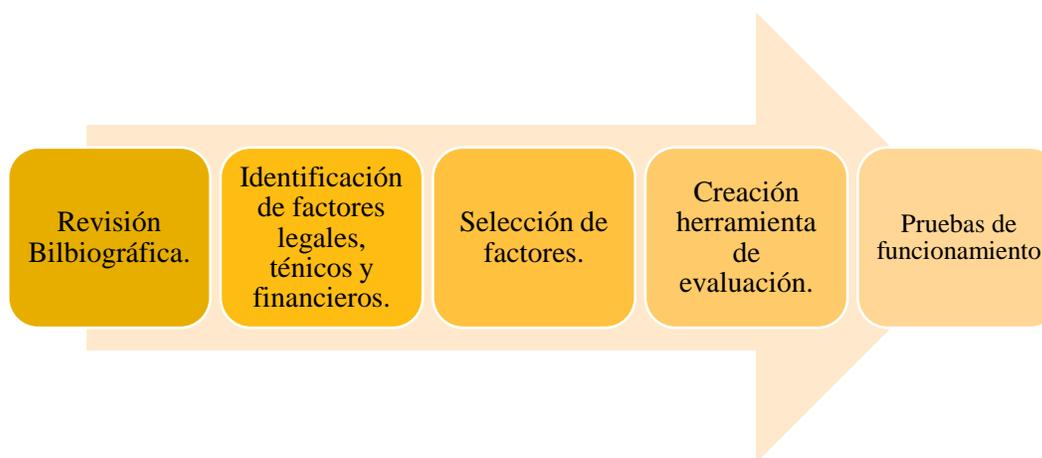 Revisión
Bilbiográfica.
Identificación
de factores
legales,
ténicos y
financieros.
Selección de
factores.
Creación
herramienta
de
evaluación.
Pruebas de
funcionamiento